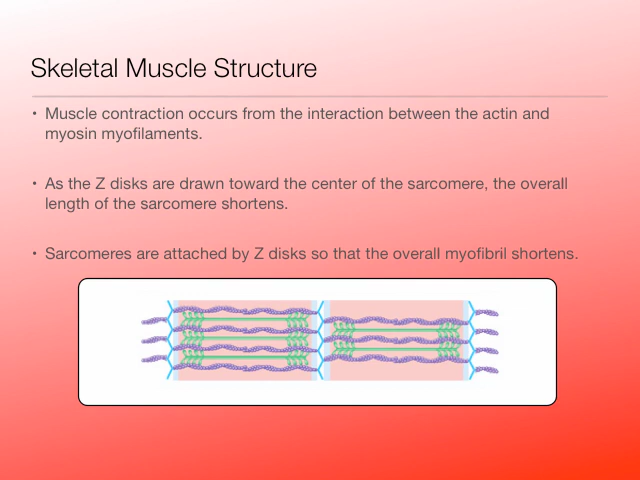 Skeletal Muscle Structure
• Muscle contraction occurs from the interaction between the actin and
myosin myofilaments.
• As the Z disks are drawn toward the center of the sarcomere, the overall
length of the sarcomere shortens.
• Sarcomeres are attached by Z disks so that the overall myofibril shortens.